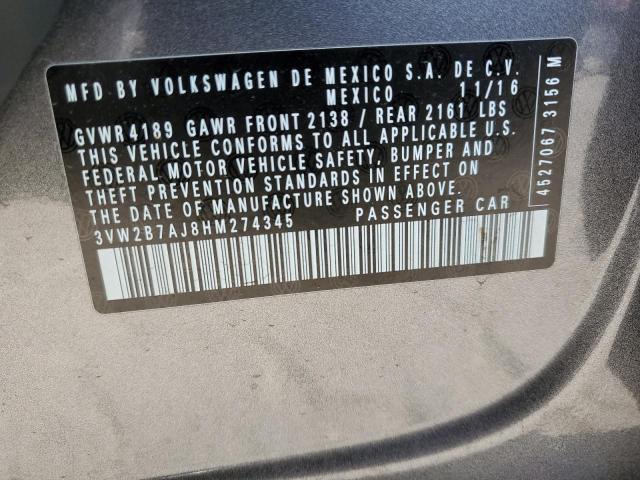 MFD BY VOLKSWAGEN DE MEXICO S.A. DE C.V.
MEXICO 11/16
GVWR 4189 GAWR FRONT 2138 / REAR 2161 LBS
THIS VEHICLE CONFORMS TO ALL APPLICABLE U.S.
FEDERAL MOTOR VEHICLE SAFETY, BUMPER AND
THEFT PREVENTION STANDARDS IN EFFECT ON
THE DATE OF MANUFACTURE SHOWN ABOVE.
3VW2B7AJ8HM274345 PASSENGER CAR
4527067 3156 M